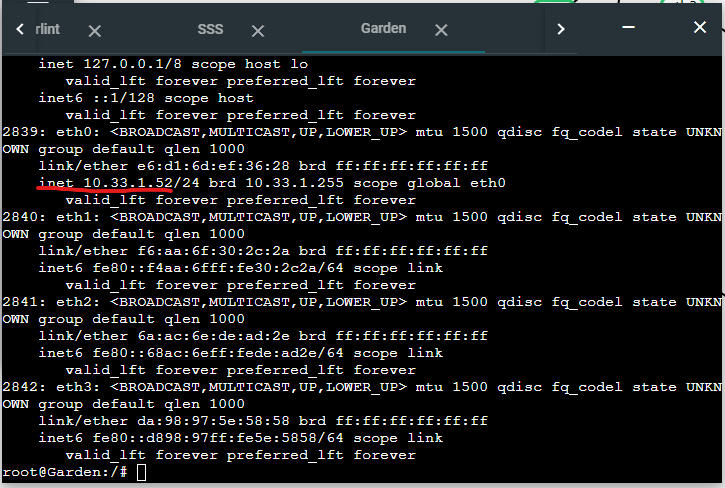 rlint
SSS
Garden
inet 127.0.0.1/8 scope host lo
valid_lft forever preferred_lft forever
inet6 ::1/128 scope host
valid_lft forever preferred_lft forever
2839: eth0: <BROADCAST,MULTICAST,UP,LOWER_UP> mtu 1500 qdisc fq_codel state UNKN
OWN group default qlen 1000
link/ether e6:d1:6d:ef:36:28 brd ff:ff:ff:ff:ff:ff
inet 10.33.1.52/24 brd 10.33.1.255 scope global eth0
valid_lft forever preferred_lft forever
2840: eth1: <BROADCAST,MULTICAST,UP,LOWER_UP> mtu 1500 qdisc fq_codel state UNKN
OWN group default qlen 1000
link/ether f6:aa:6f:30:2c:2a brd ff:ff:ff:ff:ff:ff
inet6 fe80::f4aa:6fff:fe30:2c2a/64 scope link
valid_lft forever preferred_lft forever
2841: eth2: <BROADCAST,MULTICAST,UP,LOWER_UP> mtu 1500 qdisc fq_codel state UNKN
OWN group default qlen 1000
link/ether 6a:ac:6e:de:ad:2e brd ff:ff:ff:ff:ff:ff
inet6 fe80::68ac:6eff:fede:ad2e/64 scope link
valid_lft forever preferred_lft forever
2842: eth3: <BROADCAST,MULTICAST,UP,LOWER_UP> mtu 1500 qdisc fq_codel state UNKN
OWN group default qlen 1000
link/ether da:98:97:5e:58:58 brd ff:ff:ff:ff:ff:ff
inet6 fe80::d898:97ff:fe5e:5858/64 scope link
valid_lft forever preferred_lft forever
root@Garden:/#